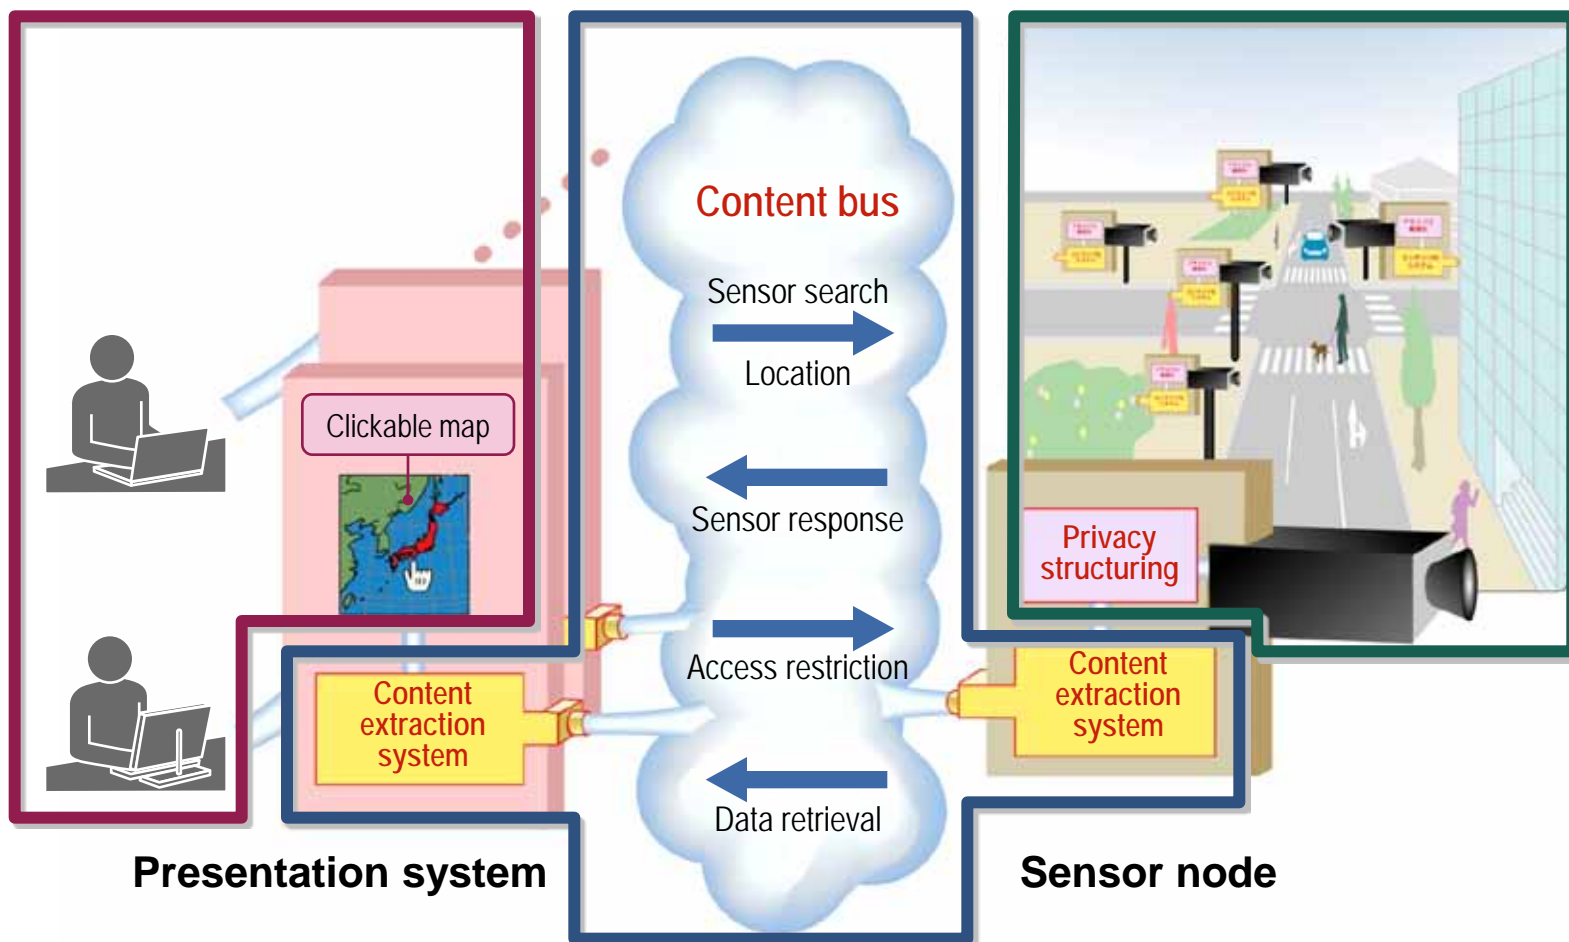 Content bus
Sensor search
Location
Clickable map
Sensor response
Privacy
structuring
Access restriction
Content
extraction
system
Content
extraction
system
Data retrieval
Presentation system
Sensor node